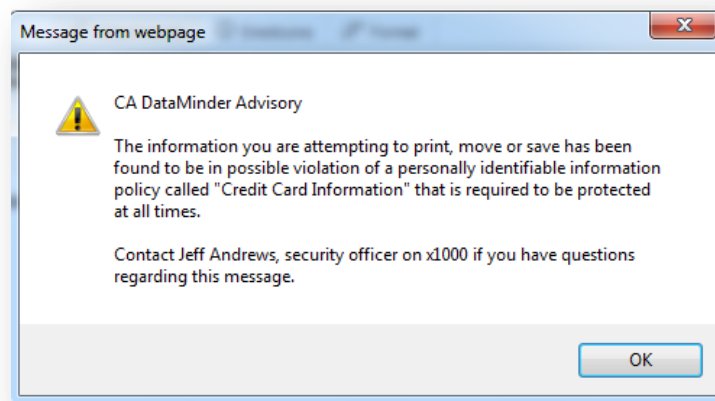 Message from webpage
CA DataMinder Advisory
The information you are attempting to print, move or save has been
found to be in possible violation of a personally identifiable information
policy called "Credit Card Information" that is required to be protected
at all times.
Contact Jeff Andrews, security officer on x1000 if you have questions
regarding this message.
OK